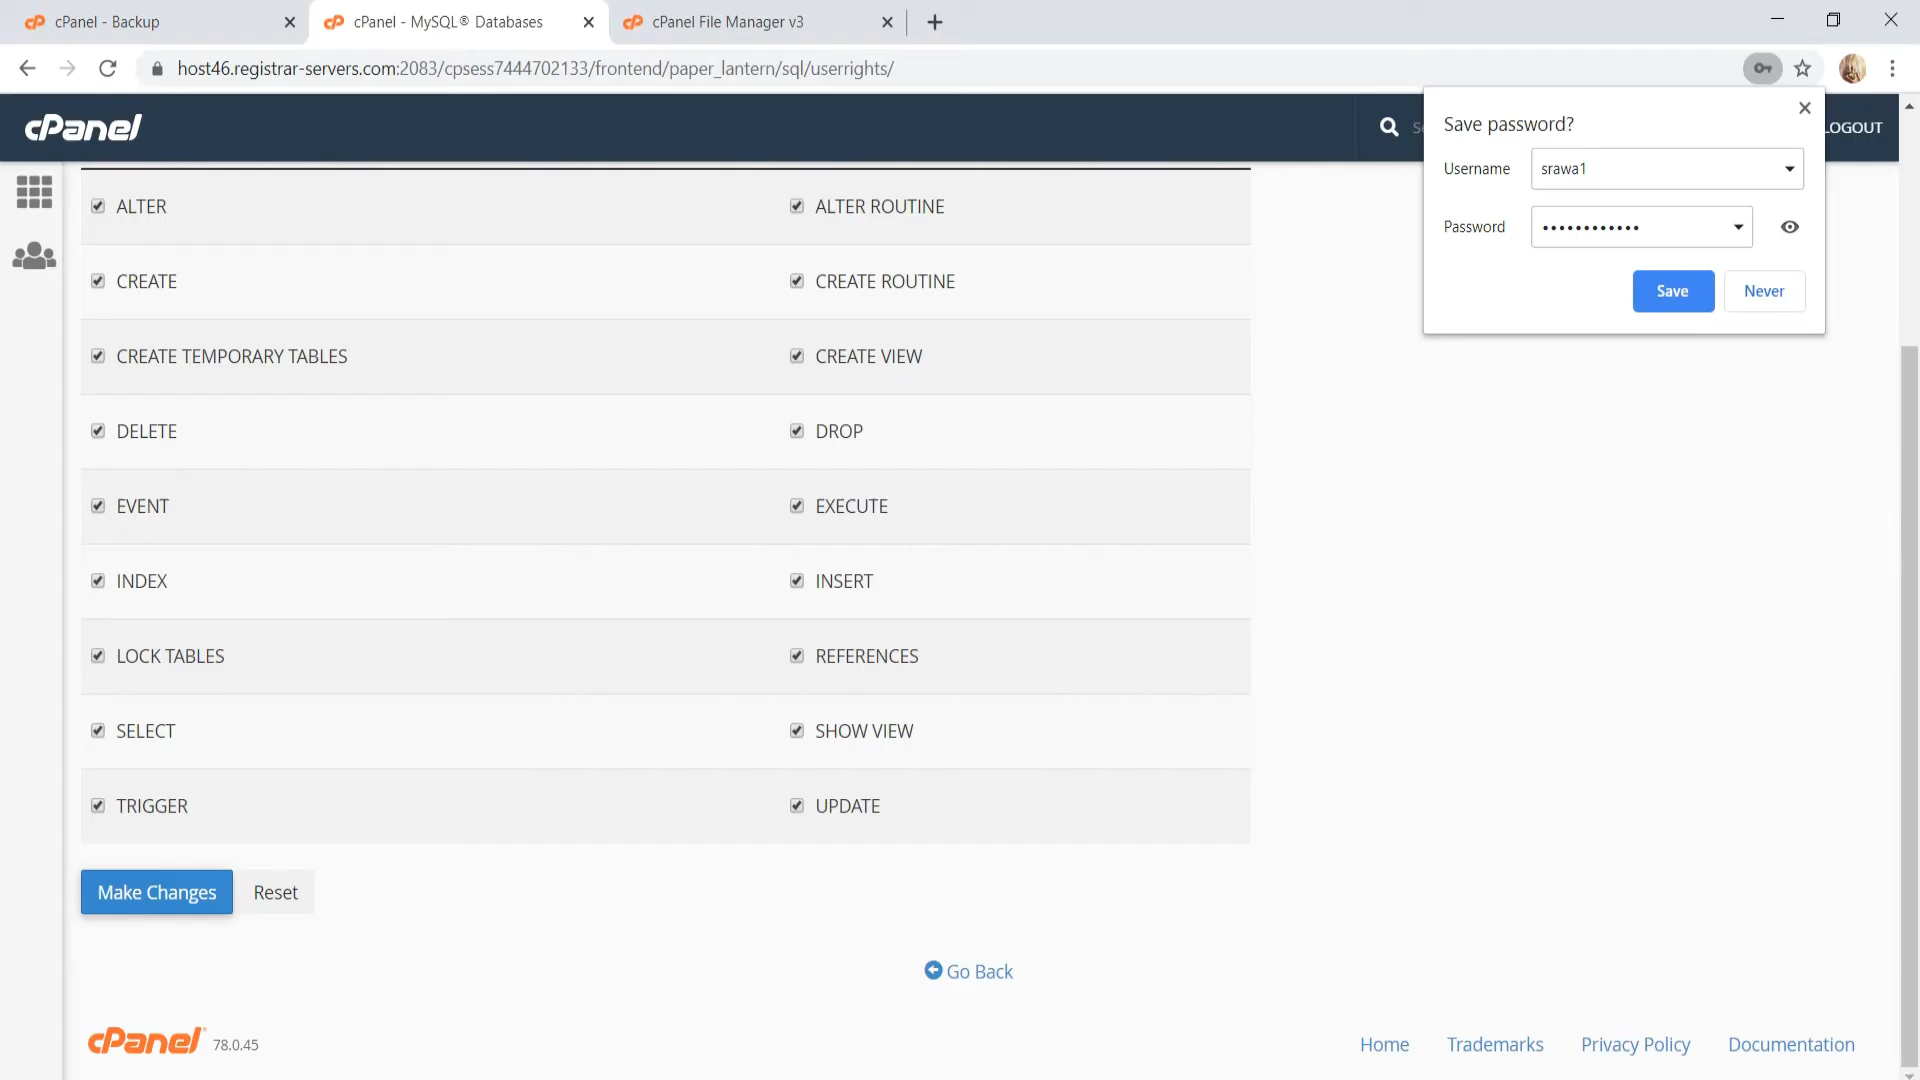 cPanel - Backup
cPanel - MySQL® Databases
cPanel File Manager v3
host46.registrar-servers.com:2083/cpsess7444702133/frontend/paper_lantern/sql/userrights/
cPanel
LOGOUT
Save password?
Username srawa1
Password ••••••••••••
Save Never
ALTER ALTER ROUTINE
CREATE CREATE ROUTINE
CREATE TEMPORARY TABLES CREATE VIEW
DELETE DROP
EVENT EXECUTE
INDEX INSERT
LOCK TABLES REFERENCES
SELECT SHOW VIEW
TRIGGER UPDATE
Make Changes Reset
Go Back
cPanel® 78.0.45
Home Trademarks Privacy Policy Documentation